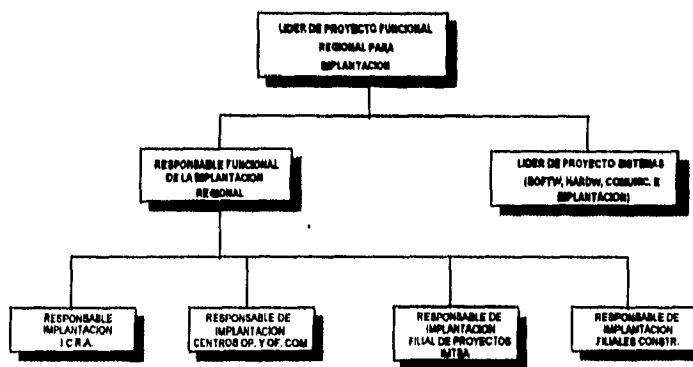 LIDER DE PROYECTO FUNCIONAL
REGIONAL PARA
IMPLANTACION
RESPONSABLE FUNCIONAL
DE LA IMPLANTACION
REGIONAL
LIDER DE PROYECTO SISTEMAS
(SOFTW, HARDW, COMUNIC. E
IMPLANTACION)
RESPONSABLE
IMPLANTACION
I C R.A.
RESPONSABLE DE
IMPLANTACION
CENTROS OP. Y OF. COM
RESPONSABLE DE
IMPLANTACION
FILIAL DE PROYECTOS
IMTSA
RESPONSABLE DE
IMPLANTACION
FILIALES CONSTR.